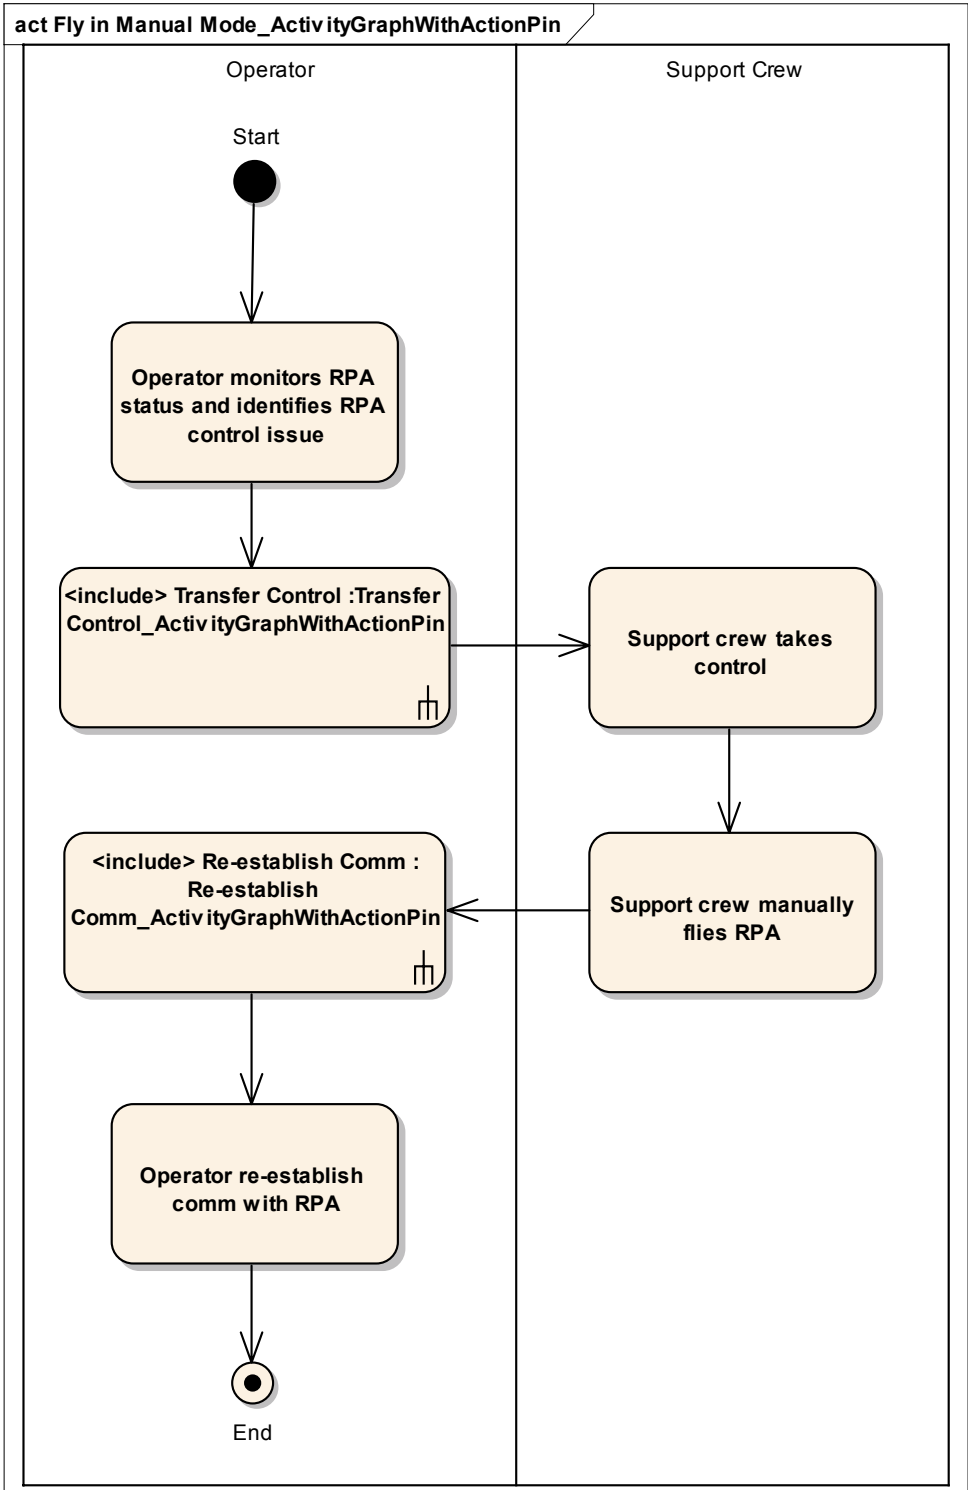 act Fly in Manual Mode_ActivityGraphWithActionPin
Operator
Support Crew
Start
Operator monitors RPA
status and identifies RPA
control issue
<include> Transfer Control :Transfer
Control_ActivityGraphWithActionPin
Support crew takes
control
<include> Re-establish Comm :
Re-establish
Comm_ActivityGraphWithActionPin
Support crew manually
flies RPA
Operator re-establish
comm with RPA
End